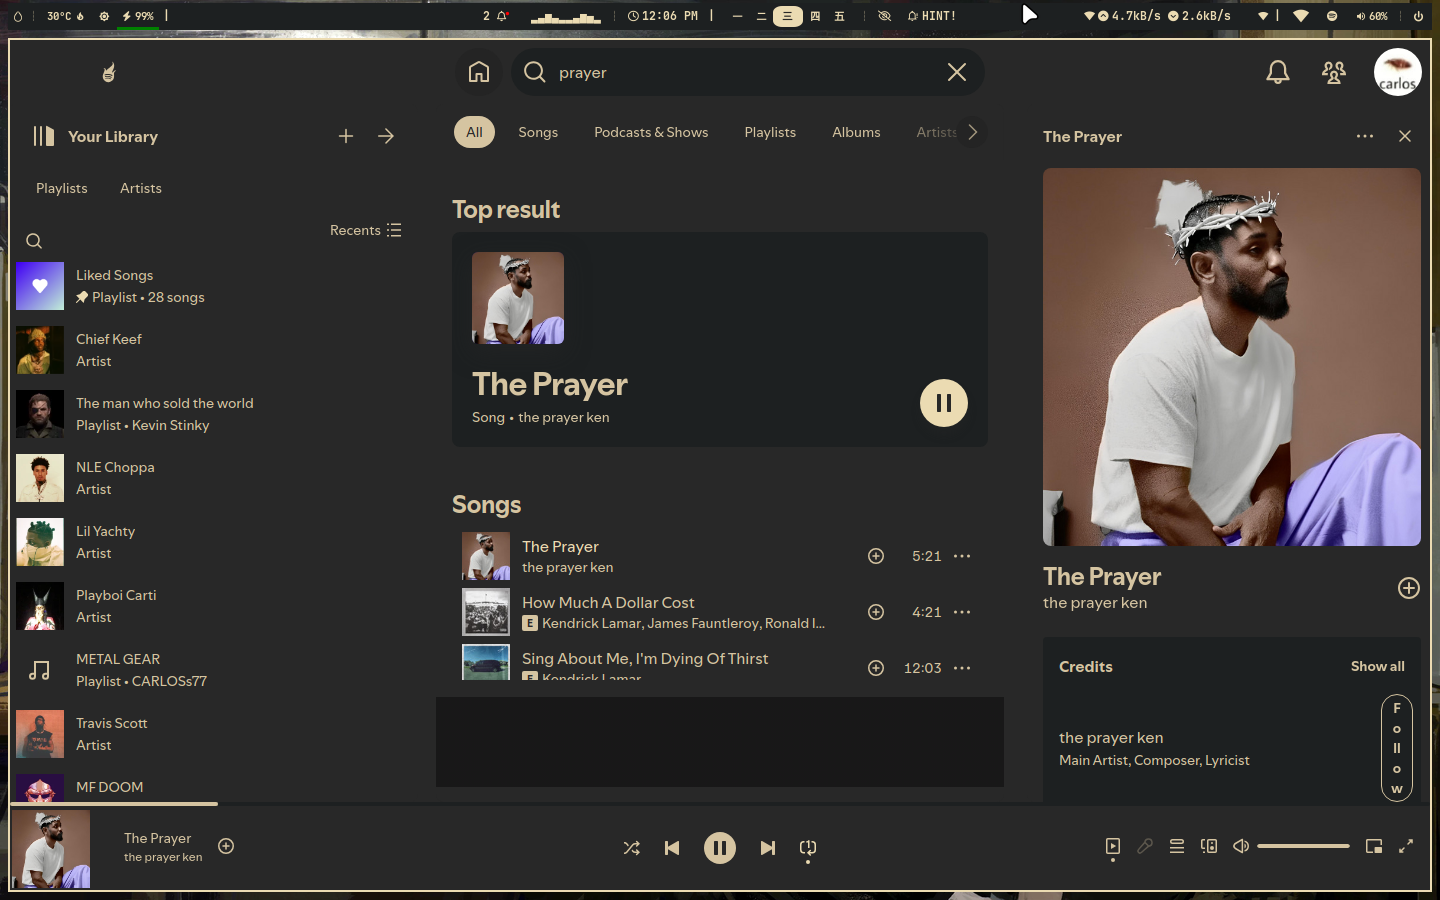 30°C
99%
2
12:06 PM
一 二 三 四 五
HINT!
4.7kB/s 2.6kB/s
60%
prayer
carlos
Your Library
Playlists Artists
Recents
Liked Songs
Playlist • 28 songs
Chief Keef
Artist
The man who sold the world
Playlist • Kevin Stinky
NLE Choppa
Artist
Lil Yachty
Artist
Playboi Carti
Artist
METAL GEAR
Playlist • CARLOSs77
Travis Scott
Artist
MF DOOM
All Songs Podcasts & Shows Playlists Albums Artists
Top result
The Prayer
Song • the prayer ken
Songs
The Prayer
the prayer ken
5:21
How Much A Dollar Cost
E Kendrick Lamar, James Fauntleroy, Ronald I...
4:21
Sing About Me, I'm Dying Of Thirst
E Kendrick Lamar
12:03
The Prayer
The Prayer
the prayer ken
Credits Show all
the prayer ken
Main Artist, Composer, Lyricist
Follow
The Prayer
the prayer ken